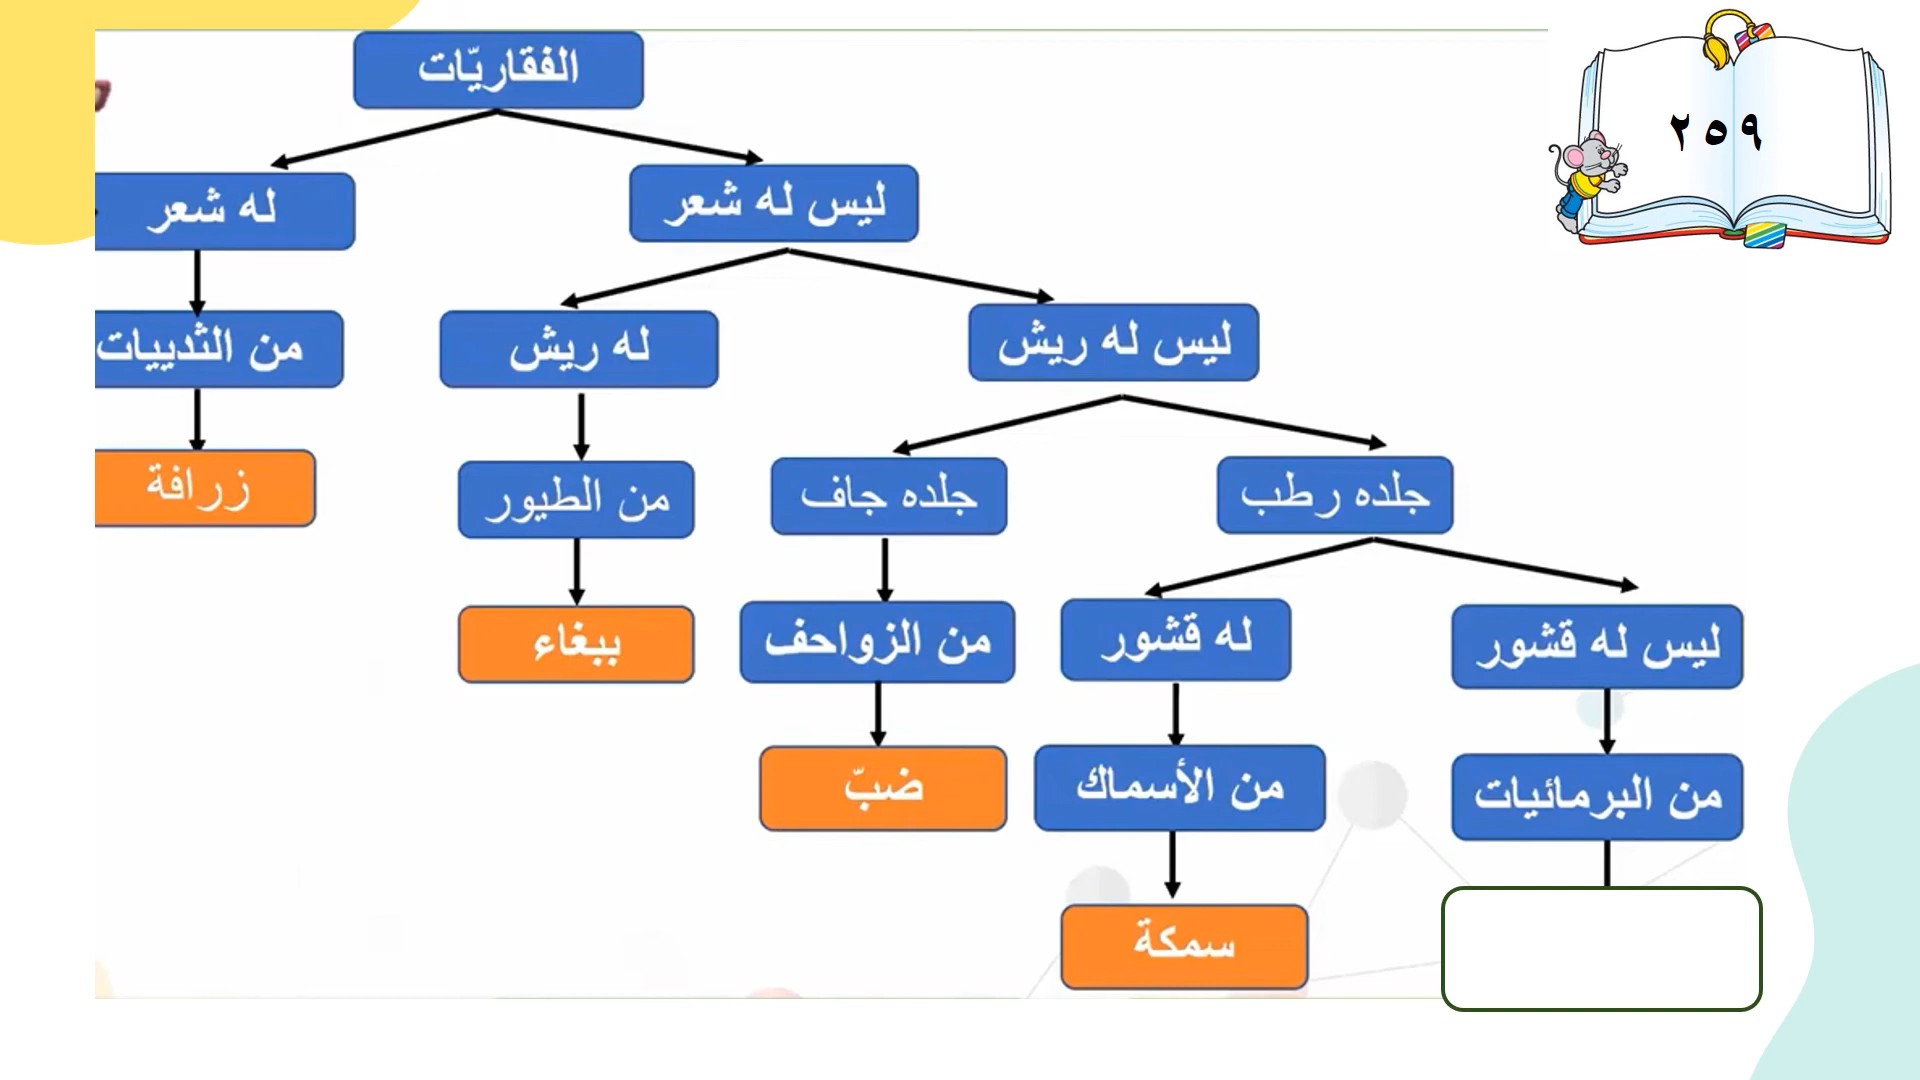 الفقاريّات
٢٥٩
ليس له شعر
له شعر
ليس له ريش
له ريش
من الثدييات
جلده رطب
جلده جاف
من الطيور
زرافة
ليس له قشور
له قشور
من الزواحف
ببغاء
من البرمائيات
من الأسماك
ضبّ
سمكة